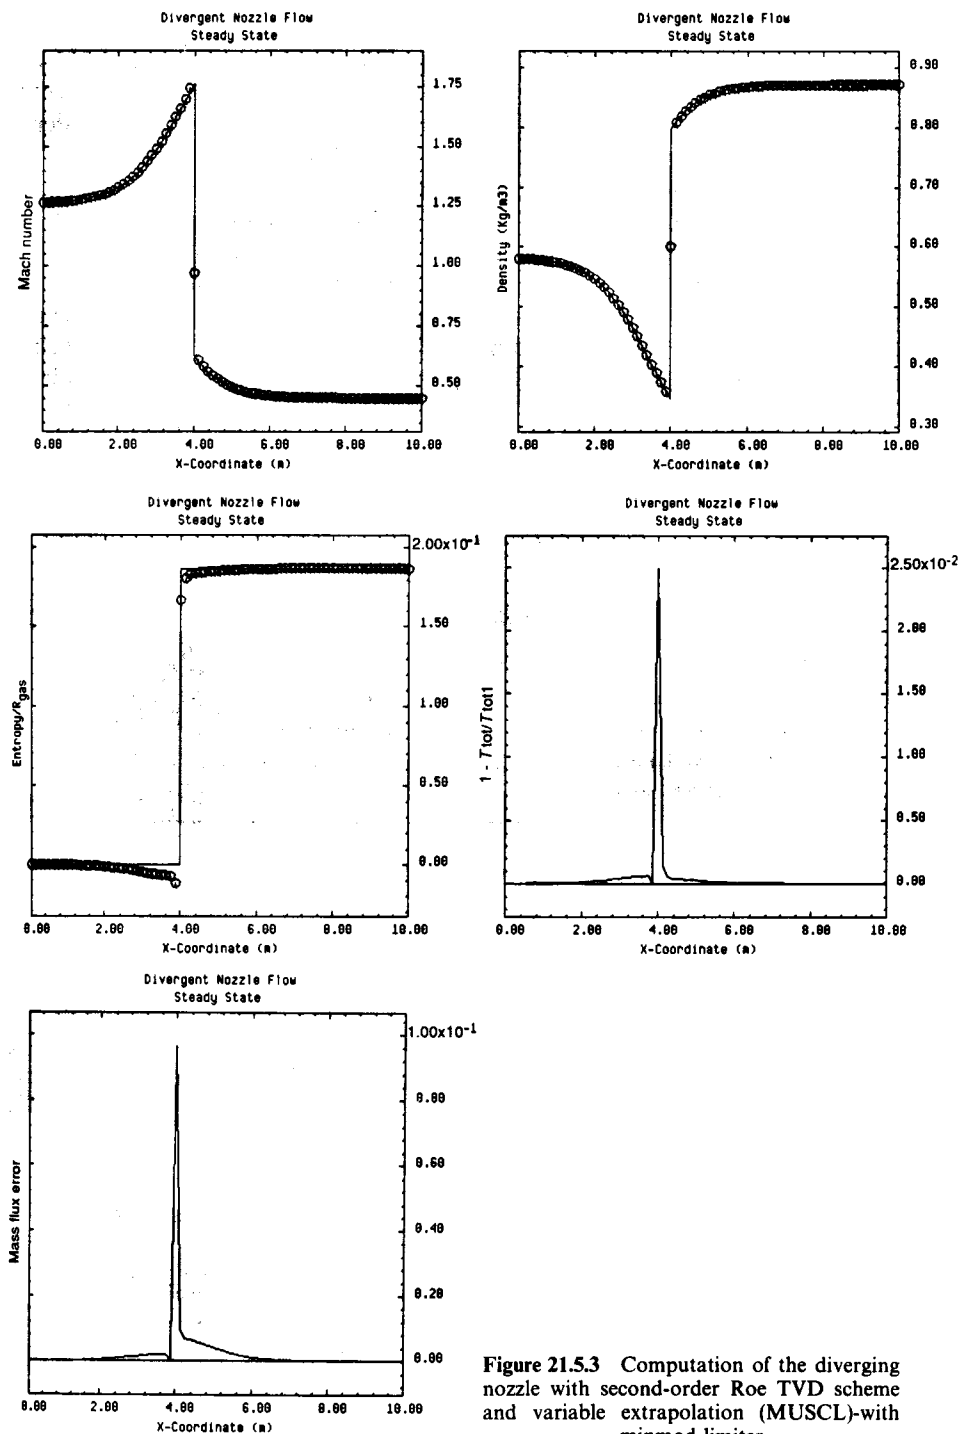 Divergent Nozzle Flow
Steady State
1.75
1.50
1.25
1.00
0.75
0.50
Mach number
0.00 2.00 4.00 6.00 8.00 10.00
X-Coordinate (m)
Divergent Nozzle Flow
Steady State
0.90
0.80
0.70
0.60
0.50
0.40
0.30
Density (Kg/m3)
0.00 2.00 4.00 6.00 8.00 10.00
X-Coordinate (m)
Divergent Nozzle Flow
Steady State
2.00x10-1
1.50
1.00
0.50
0.00
Entropy/Rgas
0.00 2.00 4.00 6.00 8.00 10.00
X-Coordinate (m)
Divergent Nozzle Flow
Steady State
2.50x10-2
2.00
1.50
1.00
0.50
0.00
1 - Ttot/Ttot1
0.00 2.00 4.00 6.00 8.00 10.00
X-Coordinate (m)
Divergent Nozzle Flow
Steady State
1.00x10-1
0.80
0.60
0.40
0.20
0.00
Mass flux error
0.00 2.00 4.00 6.00 8.00 10.00
X-Coordinate (m)
Figure 21.5.3 Computation of the diverging
nozzle with second-order Roe TVD scheme
and variable extrapolation (MUSCL)-with
minmod limiter